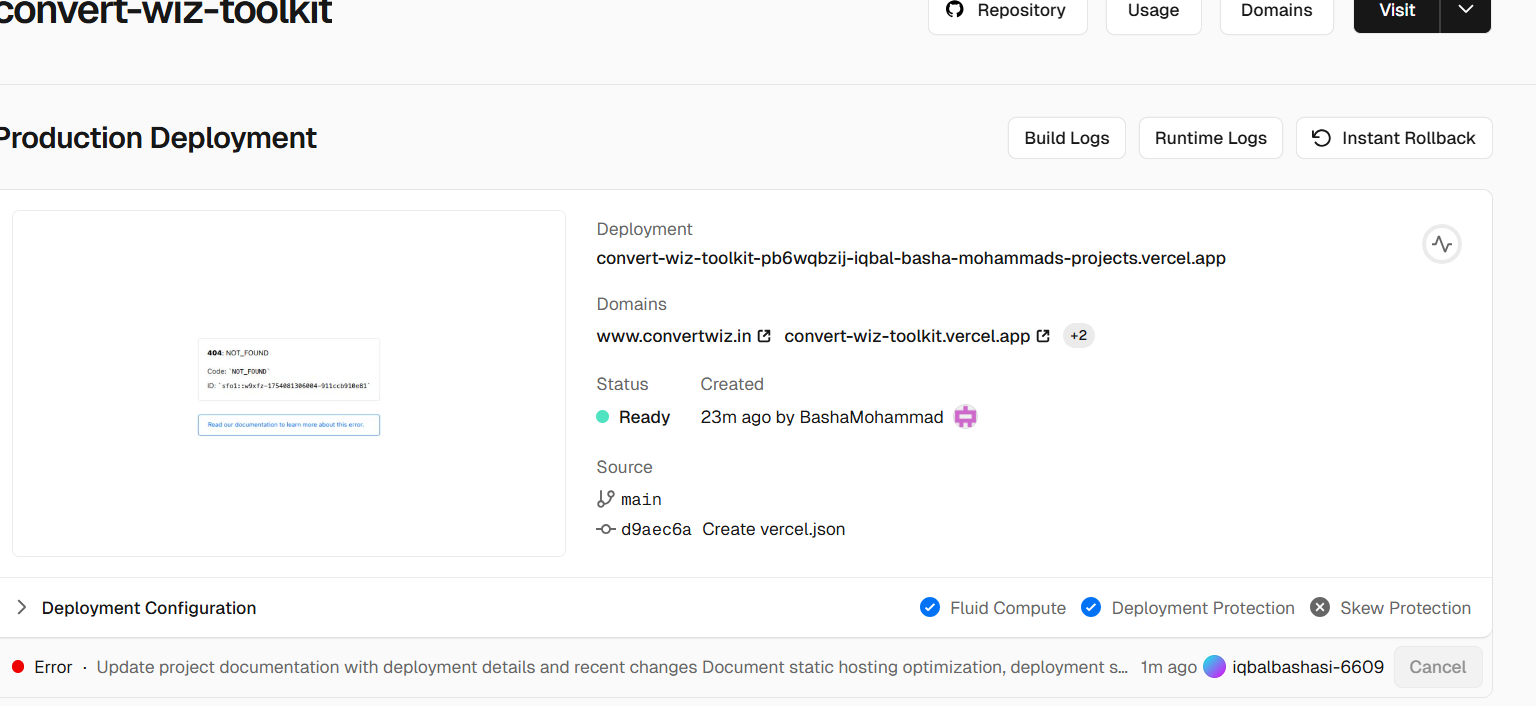 convert-wiz-toolkit
Repository
Usage
Domains
Visit
Production Deployment
Build Logs
Runtime Logs
Instant Rollback
404: NOT_FOUND
Code: `NOT_FOUND`
ID: `sfo1::w9xfz-1754081306004-911ccb910e81`
Read our documentation to learn more about this error.
Deployment
convert-wiz-toolkit-pb6wqbzij-iqbal-basha-mohammads-projects.vercel.app
Domains
www.convertwiz.in convert-wiz-toolkit.vercel.app +2
Status Created
Ready 23m ago by BashaMohammad
Source
main
d9aec6a Create vercel.json
Deployment Configuration
Fluid Compute Deployment Protection Skew Protection
Error · Update project documentation with deployment details and recent changes Document static hosting optimization, deployment s... 1m ago iqbalbashasi-6609 Cancel